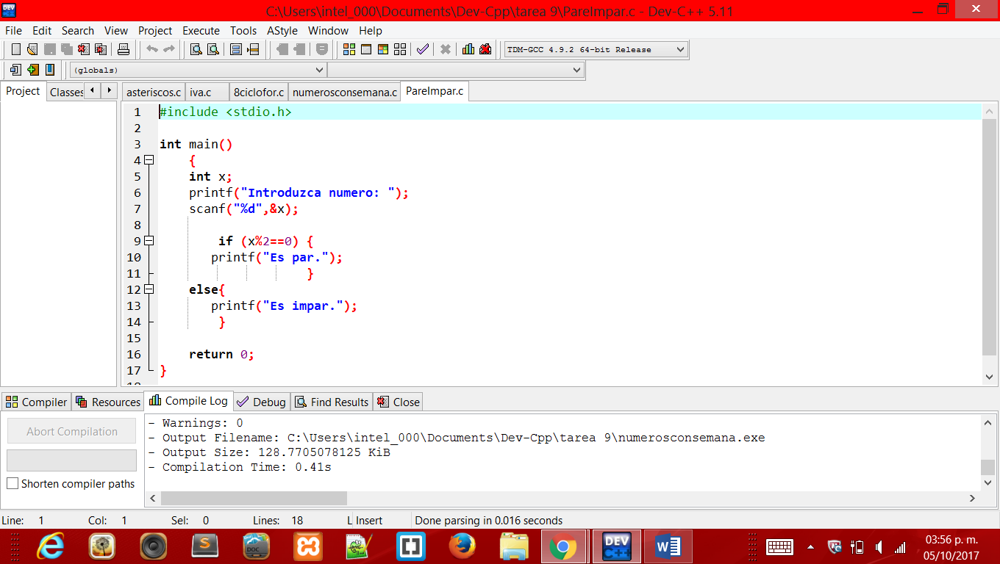 C:\Users\intel_000\Documents\Dev-Cpp\tarea 9\PareImpar.c - Dev-C++ 5.11
File Edit Search View Project Execute Tools AStyle Window Help
TDM-GCC 4.9.2 64-bit Release
(globals)
Project Classes asteriscos.c iva.c 8ciclofor.c numerosconsemana.c PareImpar.c
1 #include <stdio.h>
2
3 int main()
4 {
5 int x;
6 printf("Introduzca numero: ");
7 scanf("%d",&x);
8
9 if (x%2==0) {
10 printf("Es par.");
11 }
12 else{
13 printf("Es impar.");
14 }
15
16 return 0;
17 }
18
Compiler Resources Compile Log Debug Find Results Close
Abort Compilation
Shorten compiler paths
- Warnings: 0
- Output Filename: C:\Users\intel_000\Documents\Dev-Cpp\tarea 9\numerosconsemana.exe
- Output Size: 128.7705078125 KiB
- Compilation Time: 0.41s
Line: 1 Col: 1 Sel: 0 Lines: 18 L Insert Done parsing in 0.016 seconds
DEV C++
03:56 p. m.
05/10/2017